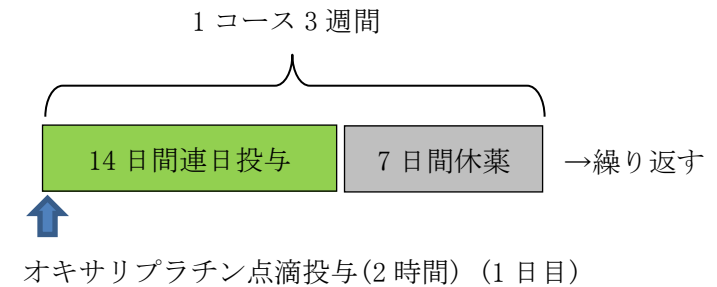 1コース3週間
14日間連日投与
7日間休薬
→繰り返す
オキサリプラチン点滴投与(2時間) (1日目)